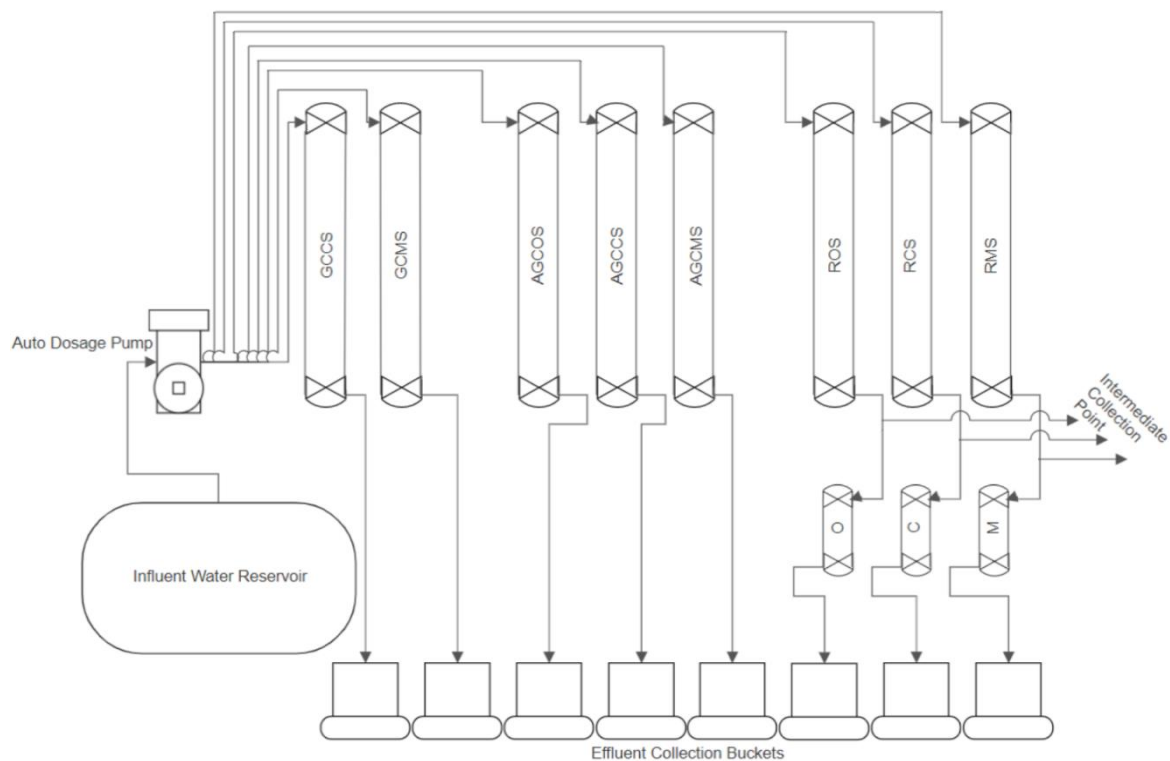 GCCS
GCMS
AGCOS
AGCCS
AGCMS
ROS
RCS
RMS
Auto Dosage Pump
Intermediate
Collection
Point
O
C
M
Influent Water Reservoir
Effluent Collection Buckets